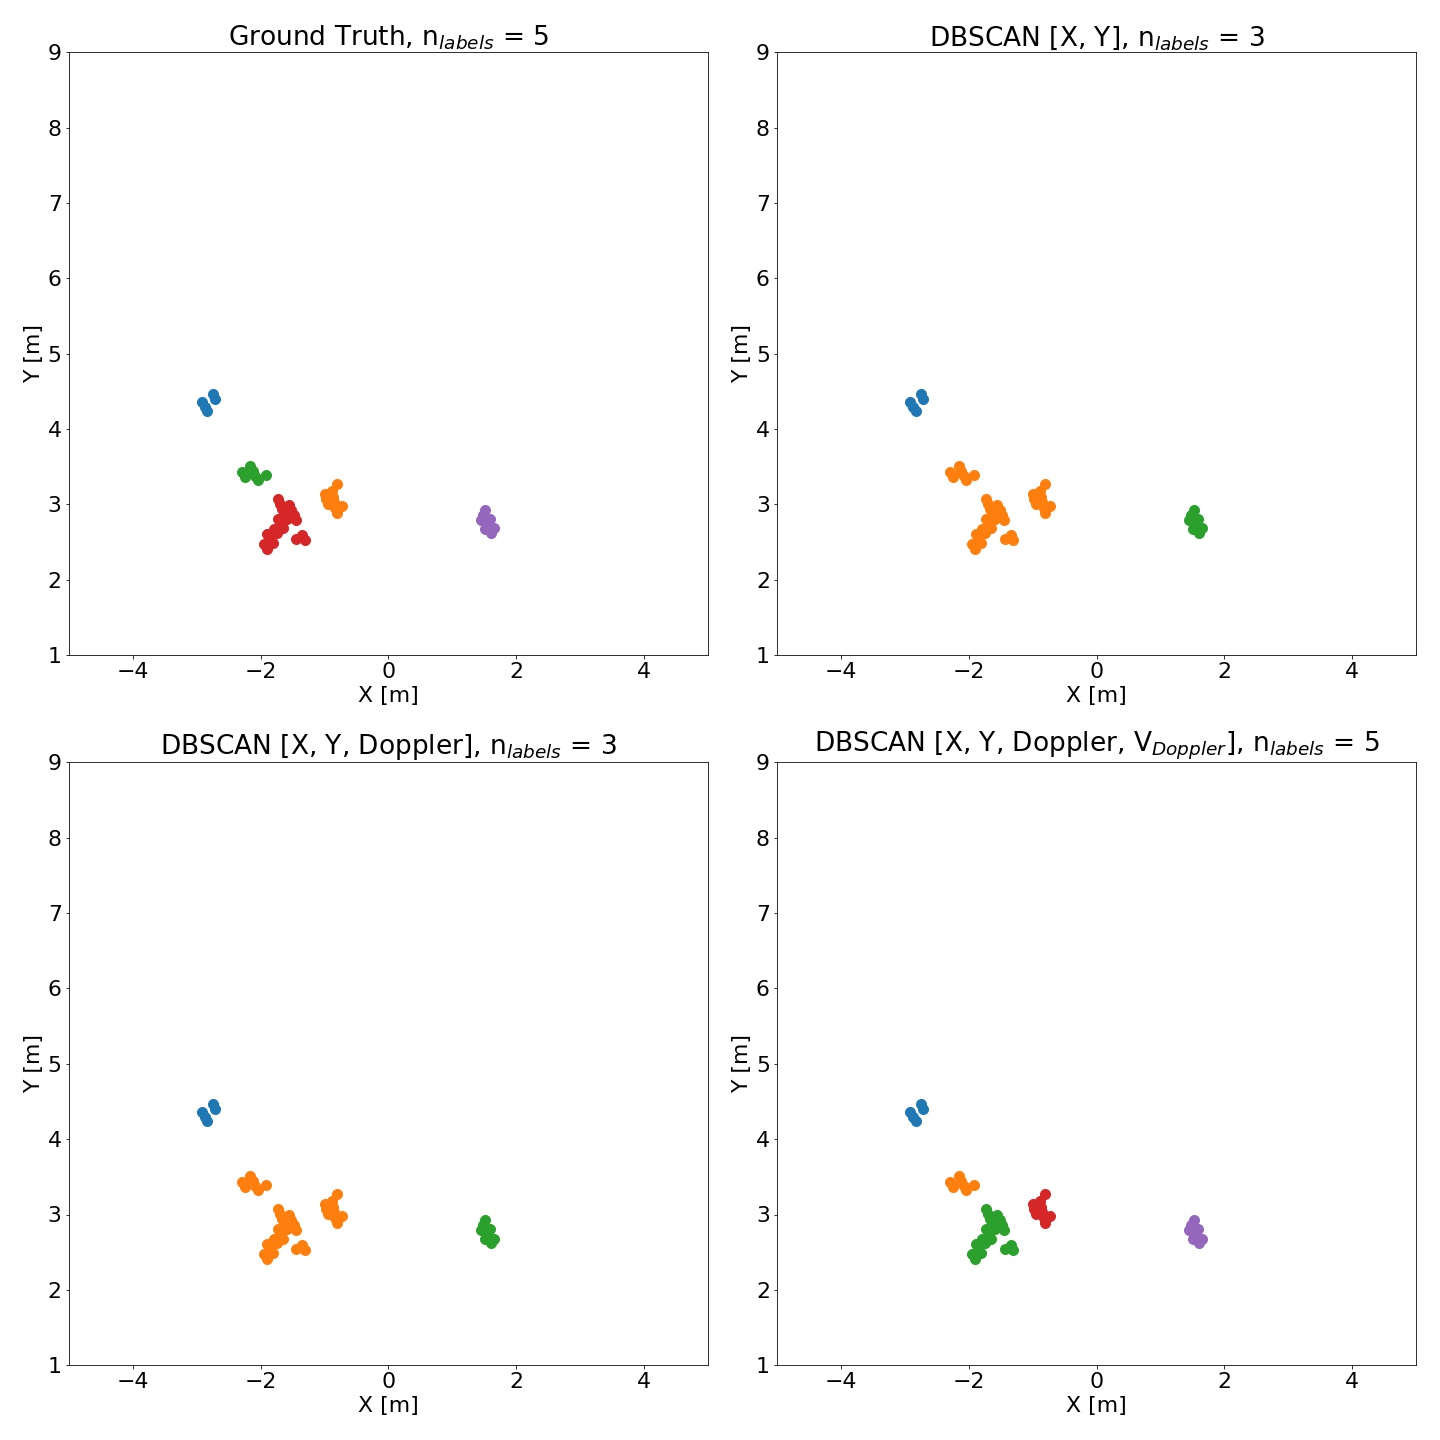 Ground Truth, n_labels = 5
9
8
7
6
5
4
3
2
1
Y [m]
−4 −2 0 2 4
X [m]
DBSCAN [X, Y], n_labels = 3
9
8
7
6
5
4
3
2
1
Y [m]
−4 −2 0 2 4
X [m]
DBSCAN [X, Y, Doppler], n_labels = 3
9
8
7
6
5
4
3
2
1
Y [m]
−4 −2 0 2 4
X [m]
DBSCAN [X, Y, Doppler, V_Doppler], n_labels = 5
9
8
7
6
5
4
3
2
1
Y [m]
−4 −2 0 2 4
X [m]